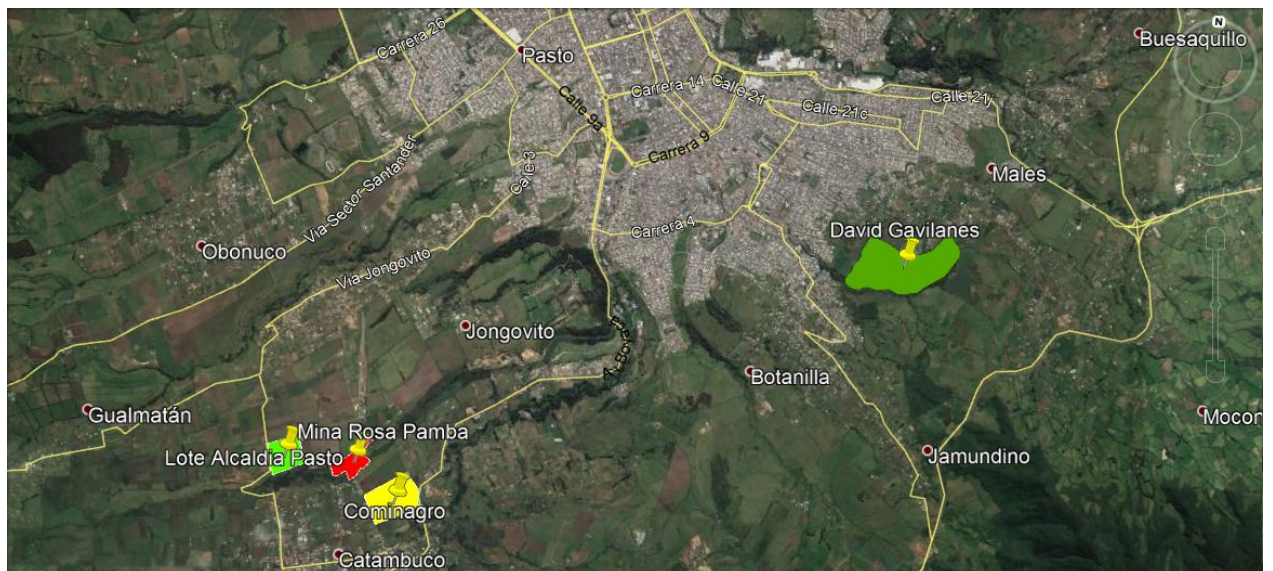 N
Carrera 26
Buesaquillo
Pasto
Carrera 14
Calle 21
Calle 21j
Calle 21c
Calle 9a
Carrera 9
Calle 3
Males
Via Sector Santander
Carrera 4
David Gavilanes
Obonuco
Via Jongovito
Jongovito
Botanilla
Gualmatán
Mocon
Mina Rosa Pamba
Lote Alcaldia Pasto
Jamundino
Cominagro
Catambuco